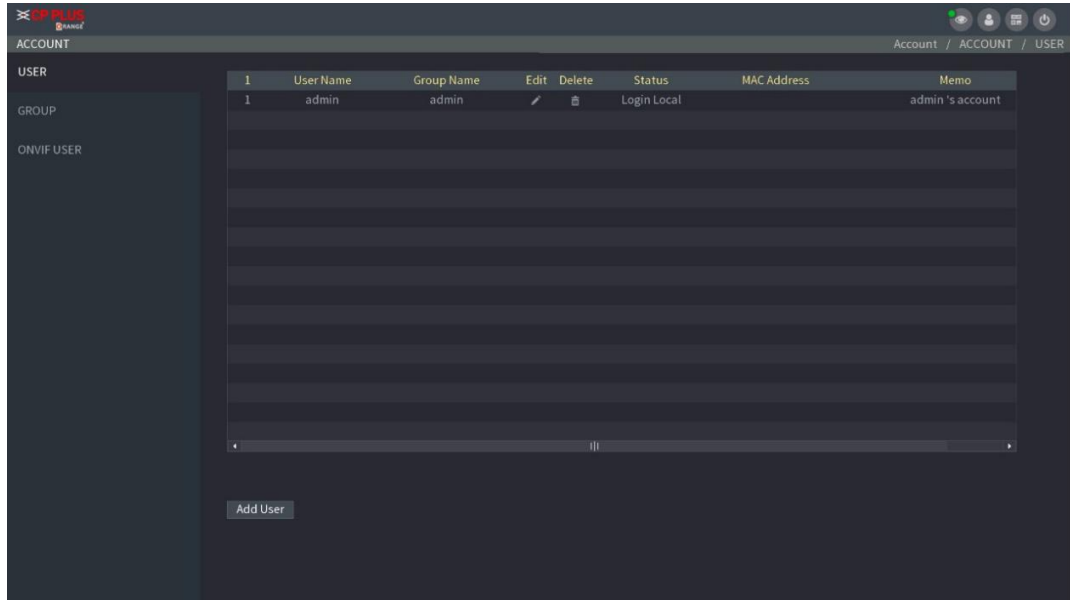 CP PLUS
ORANGE
ACCOUNT Account / ACCOUNT / USER
USER
GROUP
ONVIF USER
1 User Name Group Name Edit Delete Status MAC Address Memo
1 admin admin Login Local admin 's account
Add User